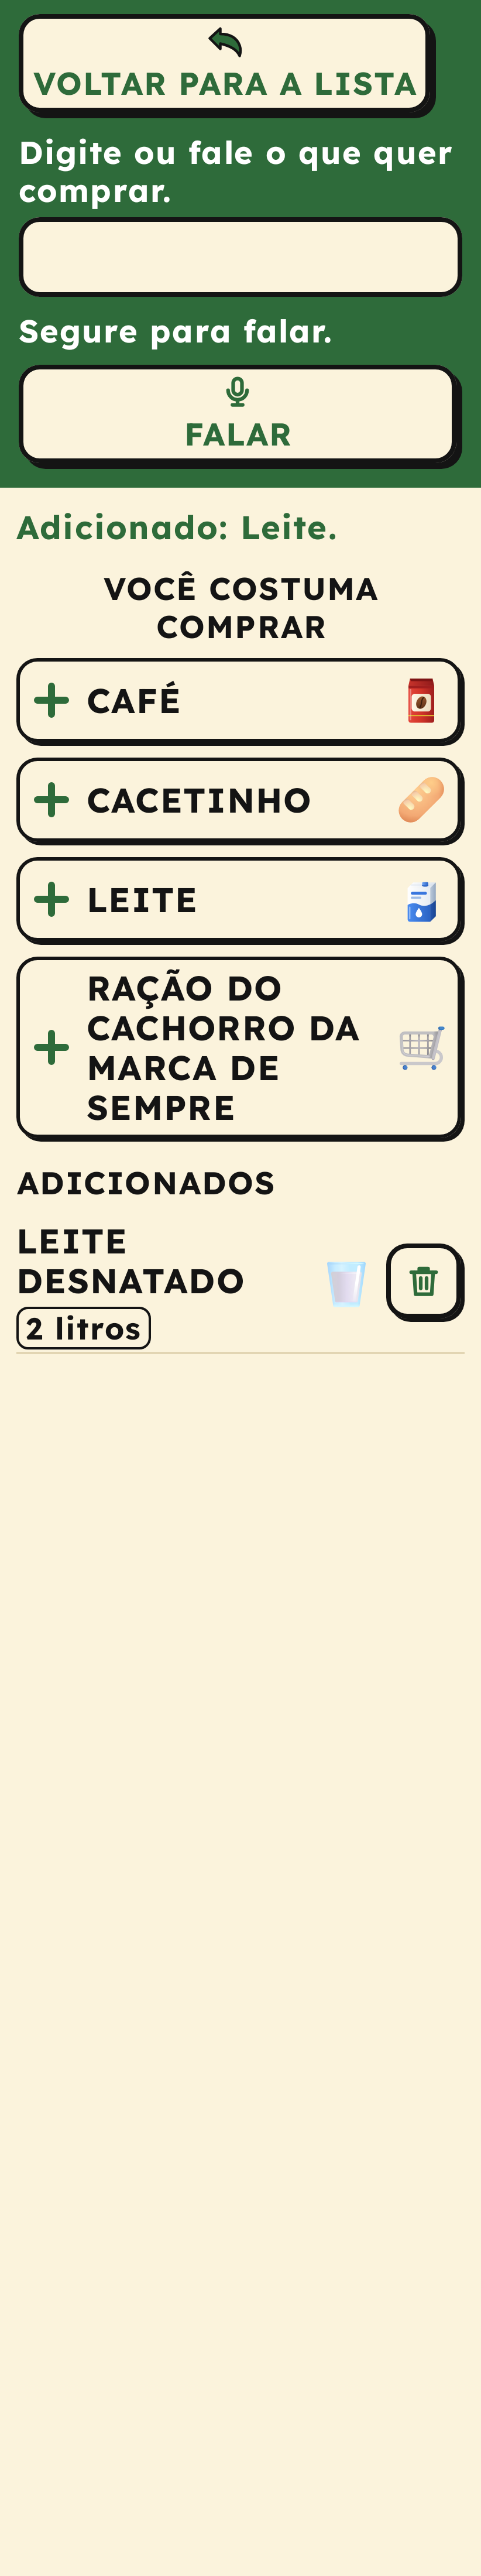 VOLTAR PARA A LISTA
Digite ou fale o que quer
comprar.
Segure para falar.
FALAR
Adicionado: Leite.
VOCÊ COSTUMA
COMPRAR
CAFÉ
CACETINHO
LEITE
RAÇÃO DO
CACHORRO DA
MARCA DE
SEMPRE
ADICIONADOS
LEITE
DESNATADO
2 litros